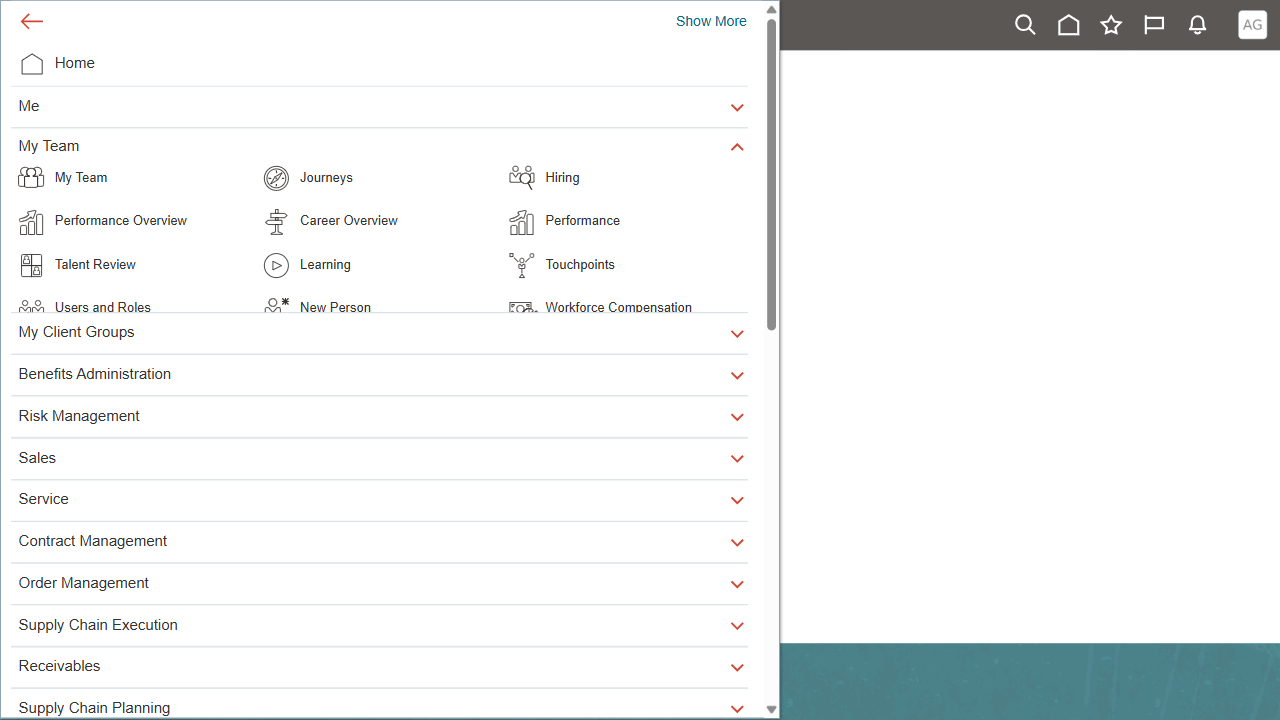 Show More
AG
Home
Me
My Team
My Team Journeys Hiring
Performance Overview Career Overview Performance
Talent Review Learning Touchpoints
Users and Roles New Person Workforce Compensation
My Client Groups
Benefits Administration
Risk Management
Sales
Service
Contract Management
Order Management
Supply Chain Execution
Receivables
Supply Chain Planning